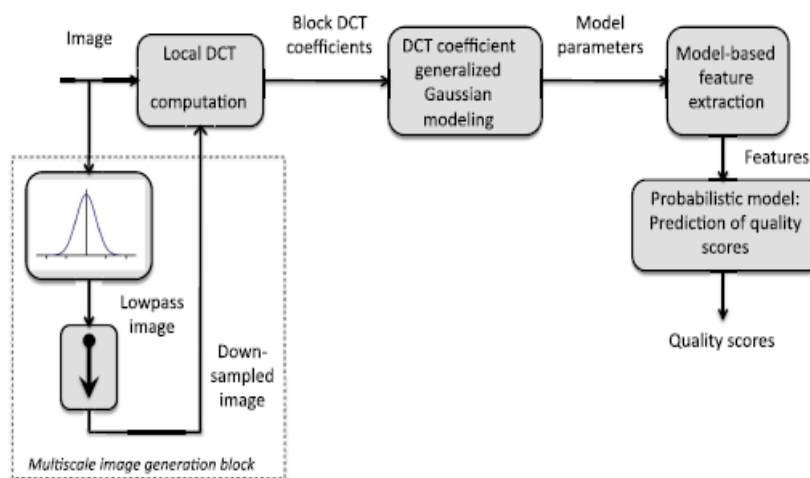 Image
Local DCT
computation
Block DCT
coefficients
DCT coefficient
generalized
Gaussian
modeling
Model
parameters
Model-based
feature
extraction
Features
Probabilistic model:
Prediction of quality
scores
Quality scores
Lowpass
image
Down-
sampled
image
Multiscale image generation block